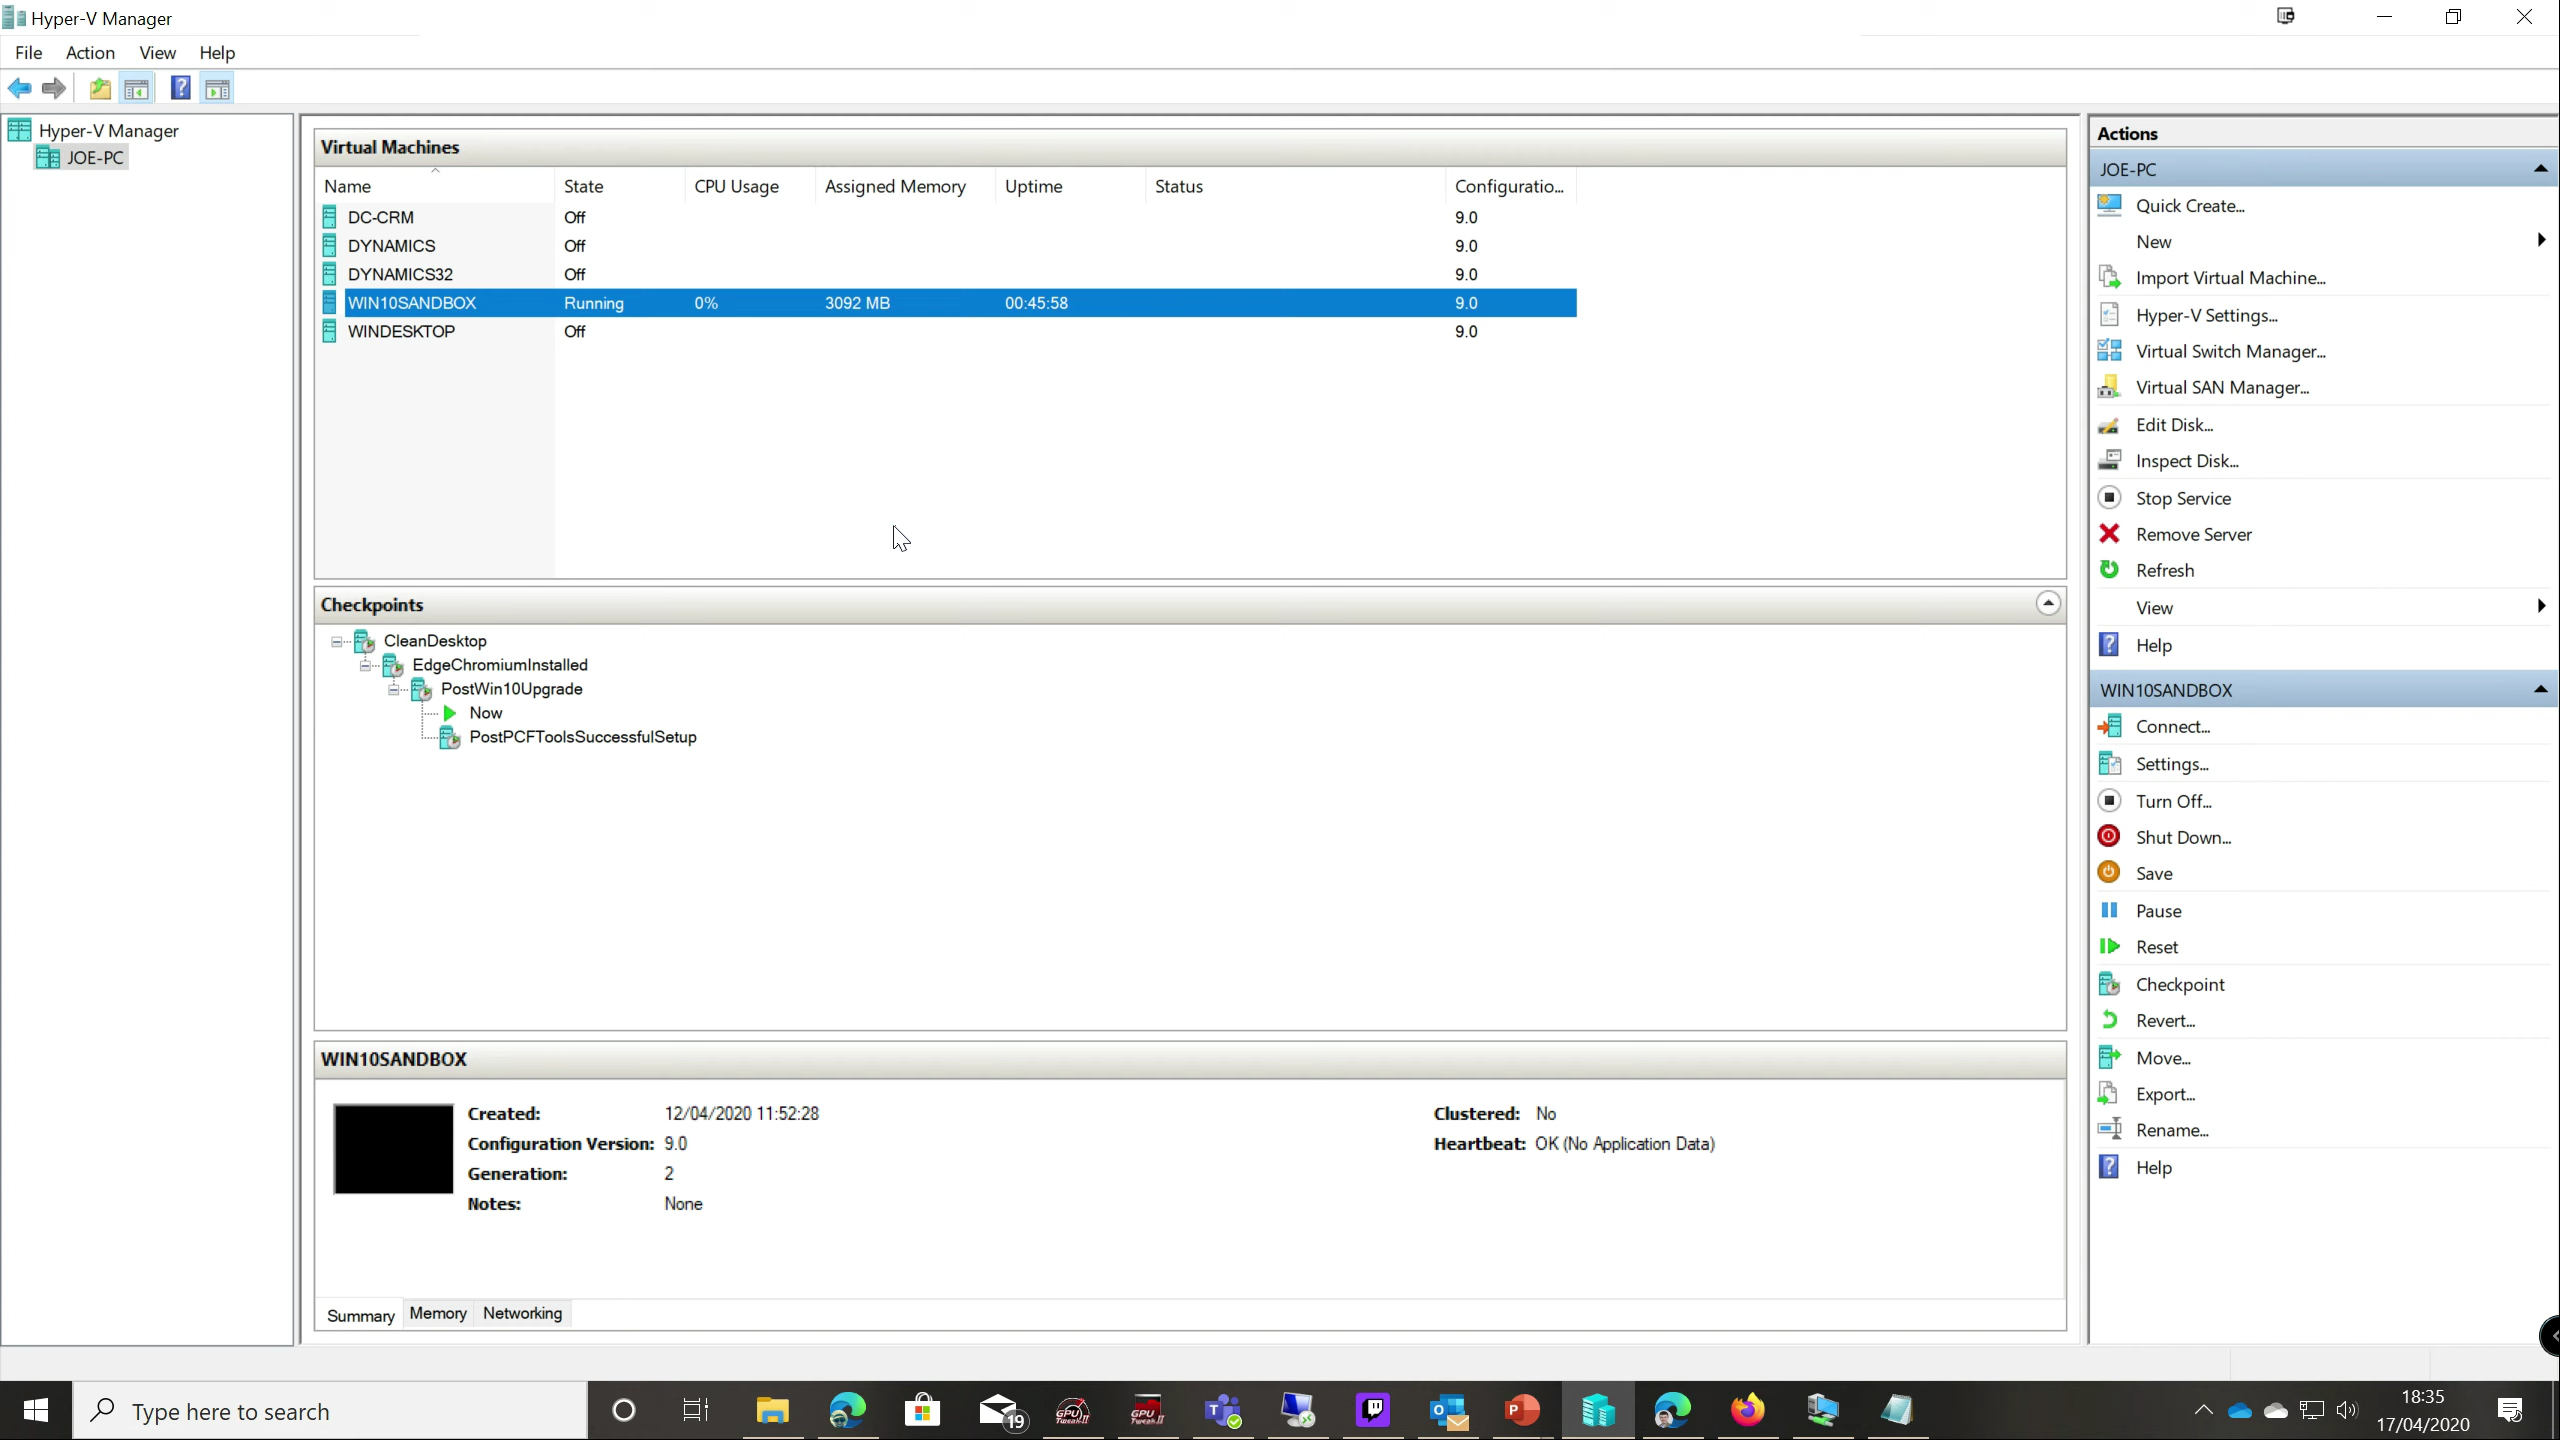 Hyper-V Manager
File Action View Help
Hyper-V Manager
JOE-PC
Virtual Machines
Name State CPU Usage Assigned Memory Uptime Status Configuratio...
DC-CRM Off 9.0
DYNAMICS Off 9.0
DYNAMICS32 Off 9.0
WIN10SANDBOX Running 0% 3092 MB 00:45:58 9.0
WINDESKTOP Off 9.0
Checkpoints
CleanDesktop
EdgeChromiumInstalled
PostWin10Upgrade
Now
PostPCFToolsSuccessfulSetup
WIN10SANDBOX
Created: 12/04/2020 11:52:28
Configuration Version: 9.0
Generation: 2
Notes: None
Clustered: No
Heartbeat: OK (No Application Data)
Summary Memory Networking
Actions
JOE-PC
Quick Create...
New
Import Virtual Machine...
Hyper-V Settings...
Virtual Switch Manager...
Virtual SAN Manager...
Edit Disk...
Inspect Disk...
Stop Service
Remove Server
Refresh
View
Help
WIN10SANDBOX
Connect...
Settings...
Turn Off...
Shut Down...
Save
Pause
Reset
Checkpoint
Revert...
Move...
Export...
Rename...
Help
Type here to search
19
GPU Tweak II
GPU Tweak II
18:35
17/04/2020